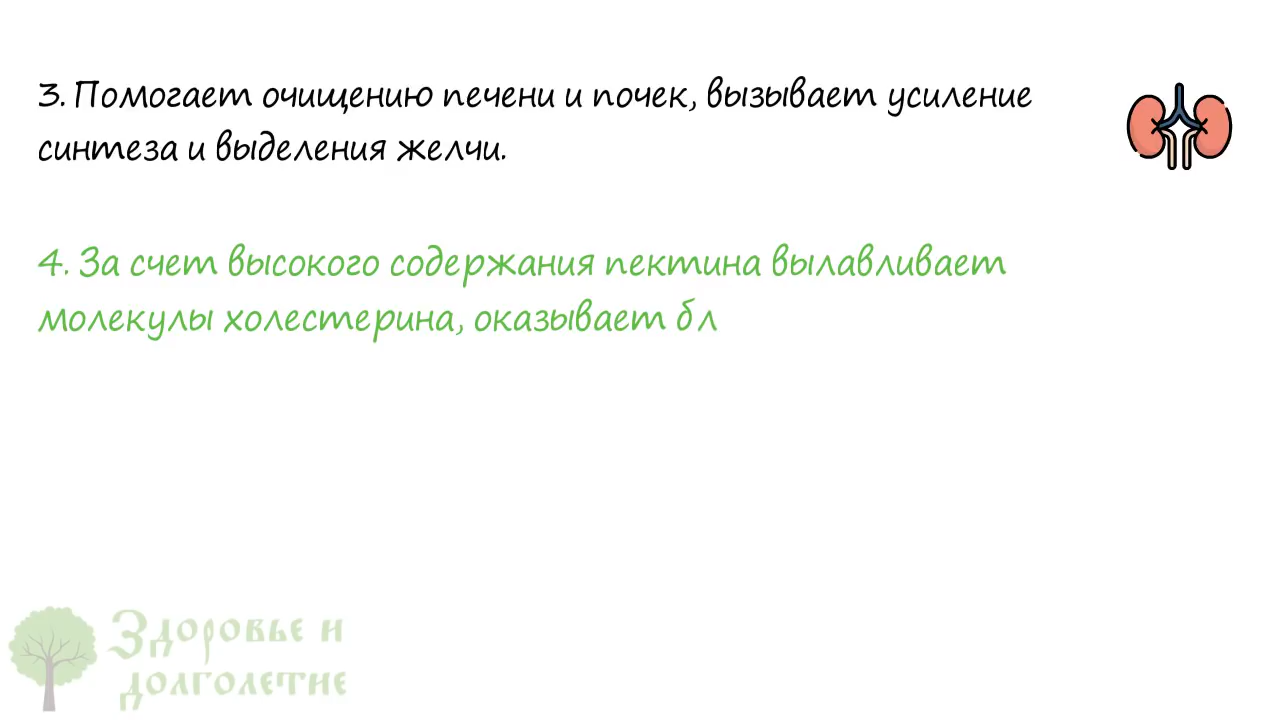 3. Помогает очищению печени и почек, вызывает усиление
синтеза и выделения желчи.
4. За счет высокого содержания пектина вылавливает
молекулы холестерина, оказывает бл
Здоровье и
долголетие